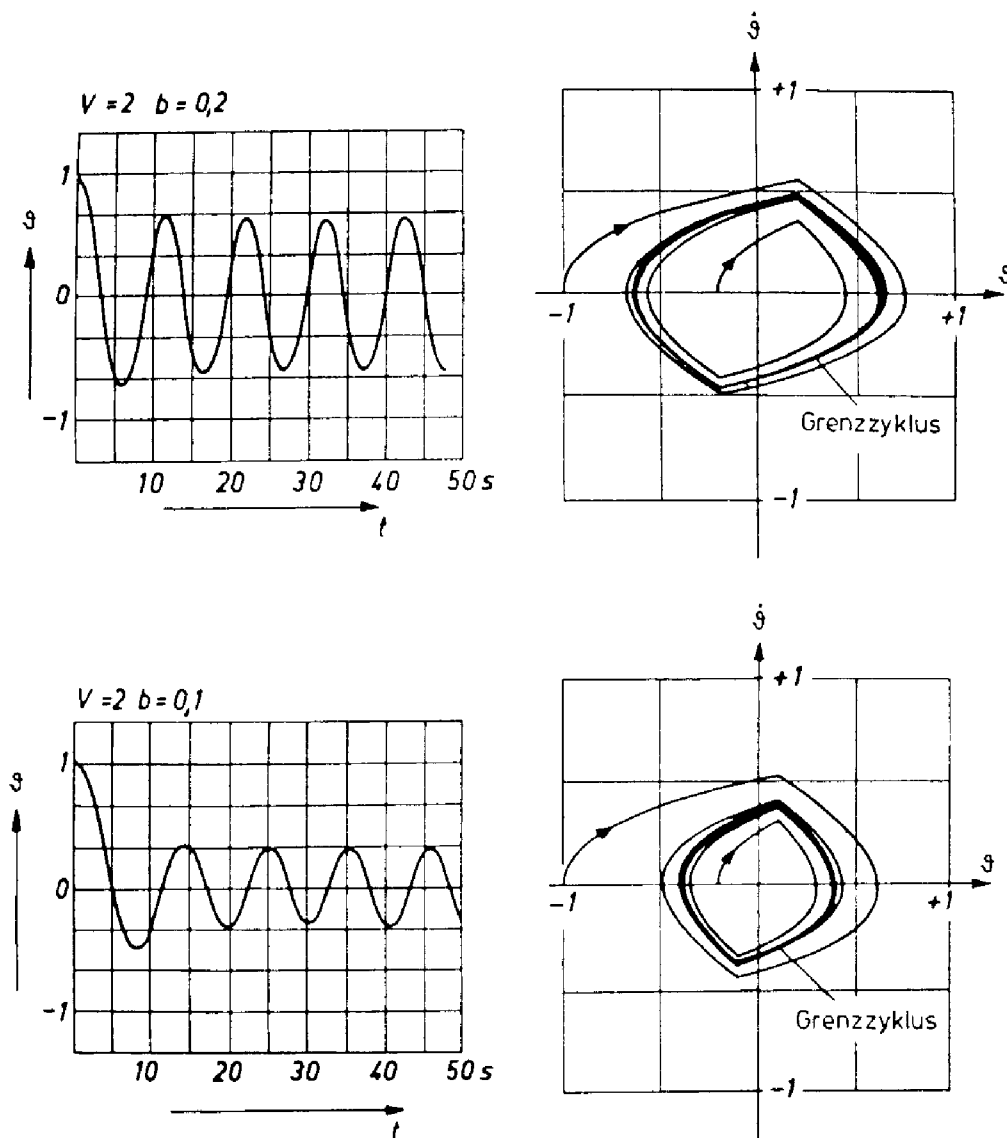 V = 2 b = 0,2
ϑ
1
0
-1
10 20 30 40 50 s
t
ϑ̇
+1
-1
+1
ϑ
Grenzzyklus
-1
V = 2 b = 0,1
ϑ
1
0
-1
10 20 30 40 50 s
t
ϑ̇
+1
ϑ
-1
+1
Grenzzyklus
-1